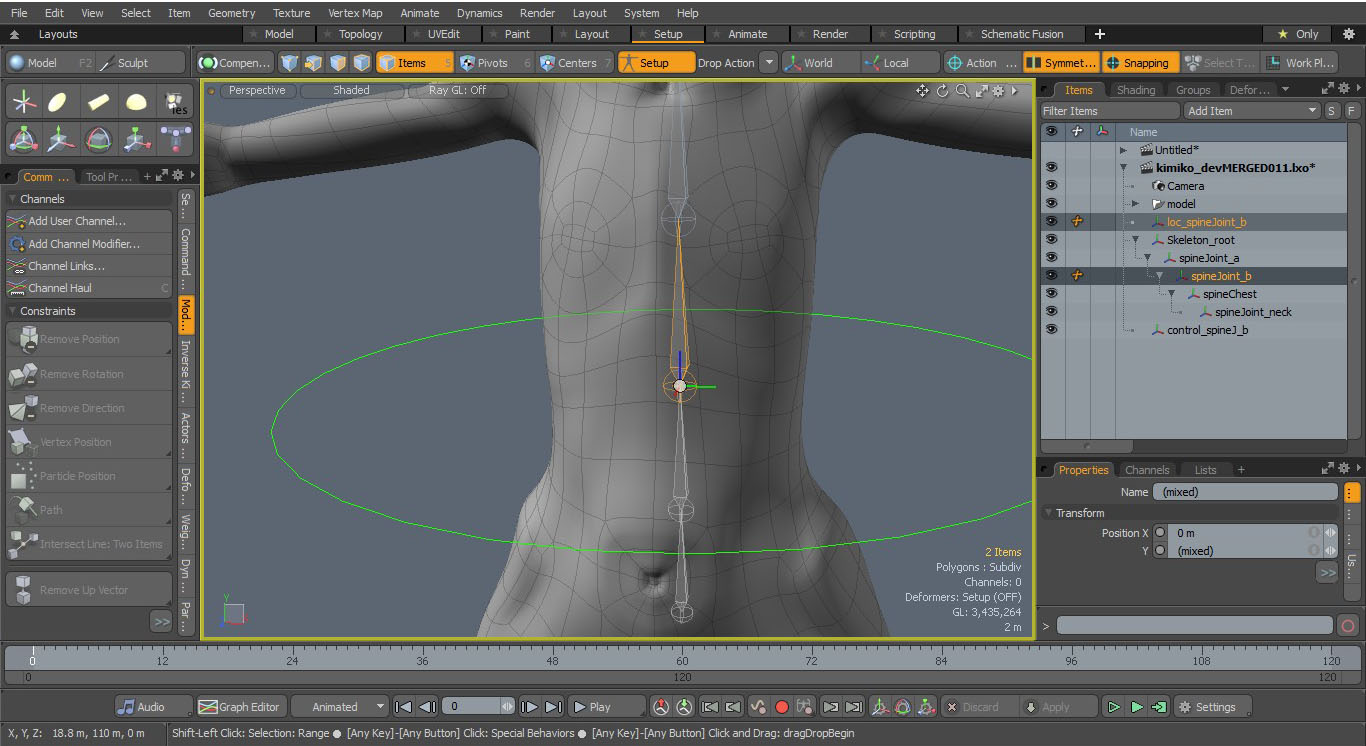 File Edit View Select Item Geometry Texture Vertex Map Animate Dynamics Render Layout System Help
Layouts Model Topology UVEdit Paint Layout Setup Animate Render Scripting Schematic Fusion + Only
Model F2 Sculpt Compen... Items 5 Pivots 6 Centers 7 Setup Drop Action World Local Action ... Symmet... Snapping Select T... Work Pl...
Perspective Shaded Ray GL: Off
Items Shading Groups Defor...
Filter Items Add Item S F
Name
Untitled*
kimiko_devMERGED011.lxo*
Camera
model
loc_spineJoint_b
Skeleton_root
spineJoint_a
spineJoint_b
spineChest
spineJoint_neck
control_spineJ_b
ies
Comm ... Tool Pr ... +
Channels
Add User Channel...
Add Channel Modifier...
Channel Links...
Channel Haul C
Constraints
Remove Position
Remove Rotation
Remove Direction
Vertex Position
Particle Position
Path
Intersect Line: Two Items
Remove Up Vector
>>
Se...
Command ...
Mod...
Inverse Ki ...
Actors ...
Defo ...
Weig...
Dyn ...
Par ...
2 Items
Polygons : Subdiv
Channels: 0
Deformers: Setup (OFF)
GL: 3,435,264
2 m
Y
Properties Channels Lists +
Name (mixed)
Transform
Position X 0 m
Y (mixed)
>>
Us...
>
0 12 24 36 48 60 72 84 96 108 120
0 120 120
Audio Graph Editor Animated 0 Play Discard Apply Settings
X, Y, Z: 18.8 m, 110 m, 0 m Shift-Left Click: Selection: Range ● [Any Key]-[Any Button] Click: Special Behaviors ● [Any Key]-[Any Button] Click and Drag: dragDropBegin